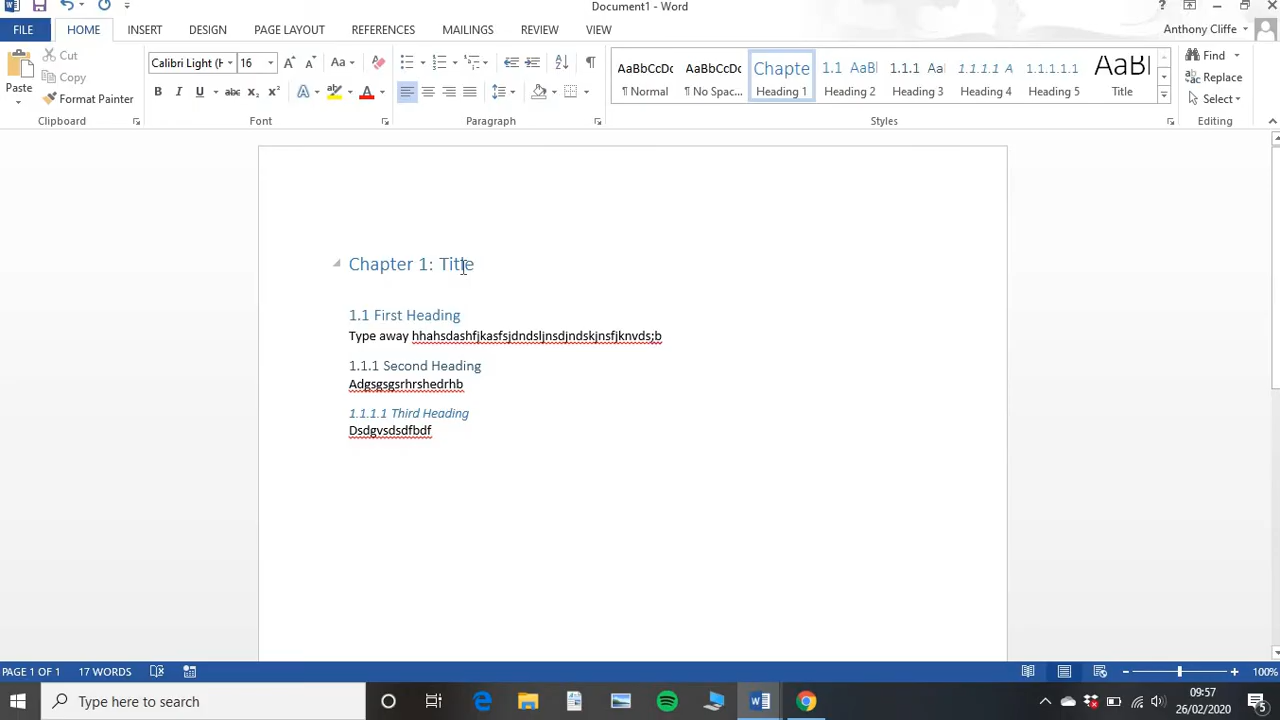 Document1 - Word
FILE HOME INSERT DESIGN PAGE LAYOUT REFERENCES MAILINGS REVIEW VIEW Anthony Cliffe
Paste
Cut
Copy
Format Painter
Calibri Light (H 16
Clipboard Font Paragraph Styles Editing
AaBbCcDc AaBbCcDc Chapte 1.1 AaBl 1.1.1 Aa 1.1.1.1 A 1.1.1.1.1 AaBl
¶ Normal ¶ No Spac... Heading 1 Heading 2 Heading 3 Heading 4 Heading 5 Title
Find
Replace
Select
Chapter 1: Title
1.1 First Heading
Type away hhahsdashfjkasfsjdndsljnsdjndskjnsfjknvds;b
1.1.1 Second Heading
Adgsgsgsrhrshedrhb
1.1.1.1 Third Heading
Dsdgvsdsdfbdf
PAGE 1 OF 1 17 WORDS 100%
Type here to search
09:57
26/02/2020
5